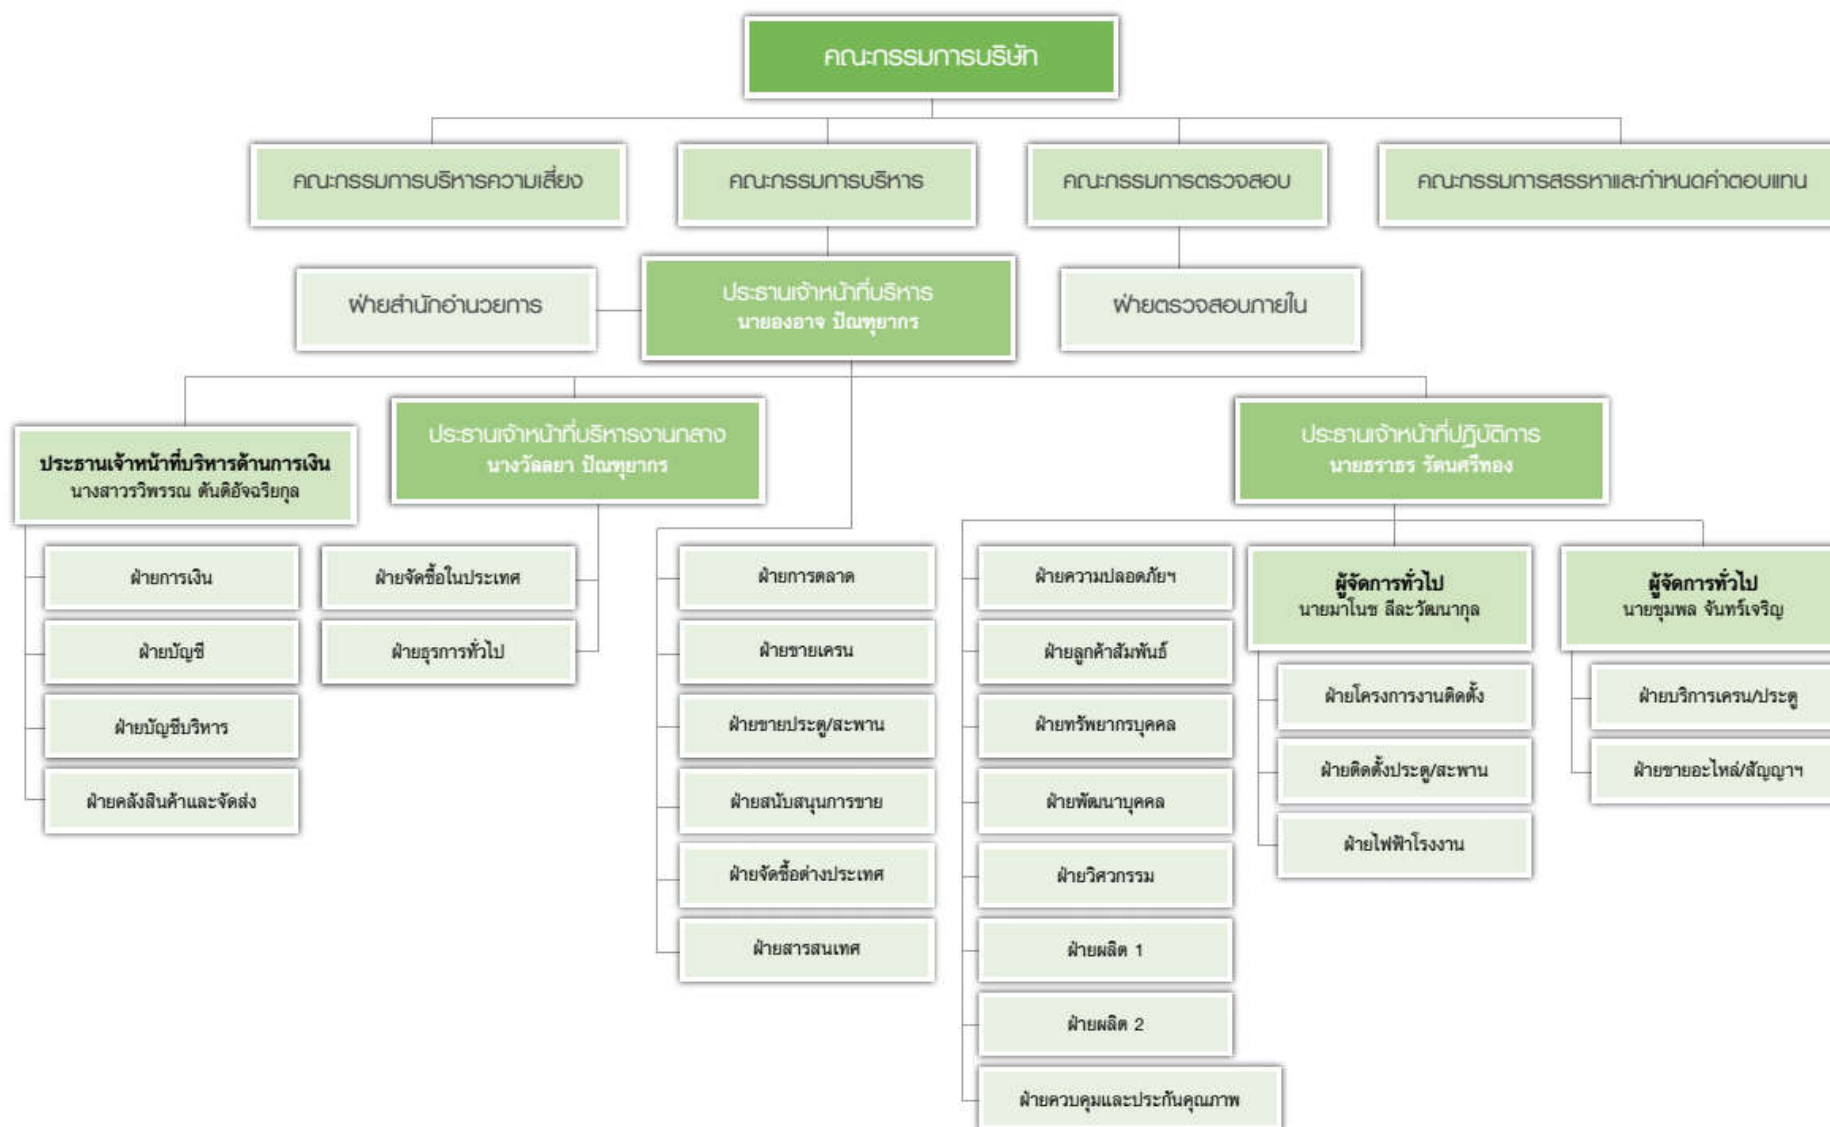 คณะกรรมการบริษัท
คณะกรรมการบริหารความเสี่ยง
คณะกรรมการบริหาร
คณะกรรมการตรวจสอบ
คณะกรรมการสรรหาและกำหนดค่าตอบแทน
ฝ่ายสำนักอำนวยการ
ประธานเจ้าหน้าที่บริหาร
นายองอาจ ปัณฑุยากร
ฝ่ายตรวจสอบภายใน
ประธานเจ้าหน้าที่บริหารด้านการเงิน
นางสาวรวิพรรณ ตันติอัจฉริยกุล
ประธานเจ้าหน้าที่บริหารงานกลาง
นางวัลลยา ปัณฑุยากร
ประธานเจ้าหน้าที่ปฏิบัติการ
นายธราธร รัตนศรีทอง
ฝ่ายการเงิน
ฝ่ายบัญชี
ฝ่ายบัญชีบริหาร
ฝ่ายคลังสินค้าและจัดส่ง
ฝ่ายจัดซื้อในประเทศ
ฝ่ายธุรการทั่วไป
ฝ่ายการตลาด
ฝ่ายขายเครน
ฝ่ายขายประตู/สะพาน
ฝ่ายสนับสนุนการขาย
ฝ่ายจัดซื้อต่างประเทศ
ฝ่ายสารสนเทศ
ฝ่ายความปลอดภัยฯ
ฝ่ายลูกค้าสัมพันธ์
ฝ่ายทรัพยากรบุคคล
ฝ่ายพัฒนาบุคคล
ฝ่ายวิศวกรรม
ฝ่ายผลิต 1
ฝ่ายผลิต 2
ฝ่ายควบคุมและประกันคุณภาพ
ผู้จัดการทั่วไป
นายมาโนช ลีละวัฒนากุล
ฝ่ายโครงการงานติดตั้ง
ฝ่ายติดตั้งประตู/สะพาน
ฝ่ายไฟฟ้าโรงงาน
ผู้จัดการทั่วไป
นายชุมพล จันทร์เจริญ
ฝ่ายบริการเครน/ประตู
ฝ่ายขายอะไหล่/สัญญาฯ